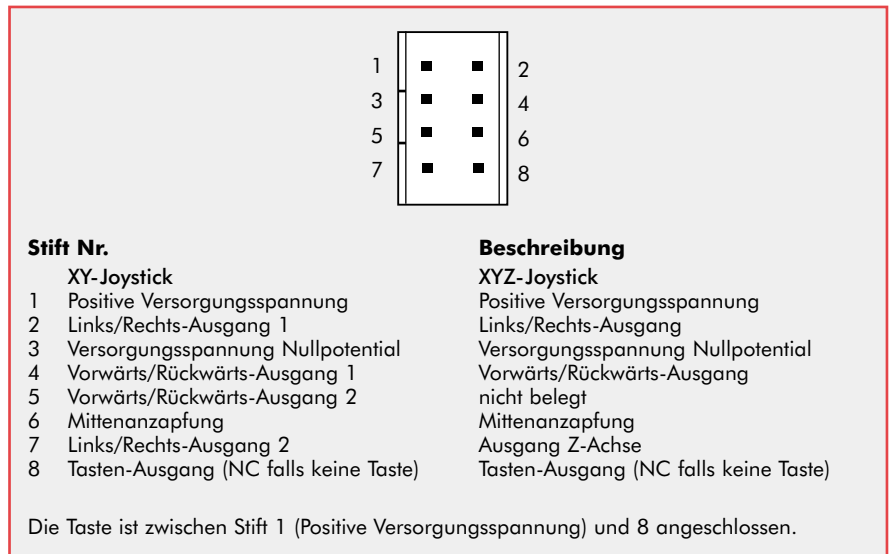 1 2
3 4
5 6
7 8
Stift Nr. Beschreibung
XY-Joystick XYZ-Joystick
1 Positive Versorgungsspannung Positive Versorgungsspannung
2 Links/Rechts-Ausgang 1 Links/Rechts-Ausgang
3 Versorgungsspannung Nullpotential Versorgungsspannung Nullpotential
4 Vorwärts/Rückwärts-Ausgang 1 Vorwärts/Rückwärts-Ausgang
5 Vorwärts/Rückwärts-Ausgang 2 nicht belegt
6 Mittenanzapfung Mittenanzapfung
7 Links/Rechts-Ausgang 2 Ausgang Z-Achse
8 Tasten-Ausgang (NC falls keine Taste) Tasten-Ausgang (NC falls keine Taste)
Die Taste ist zwischen Stift 1 (Positive Versorgungsspannung) und 8 angeschlossen.